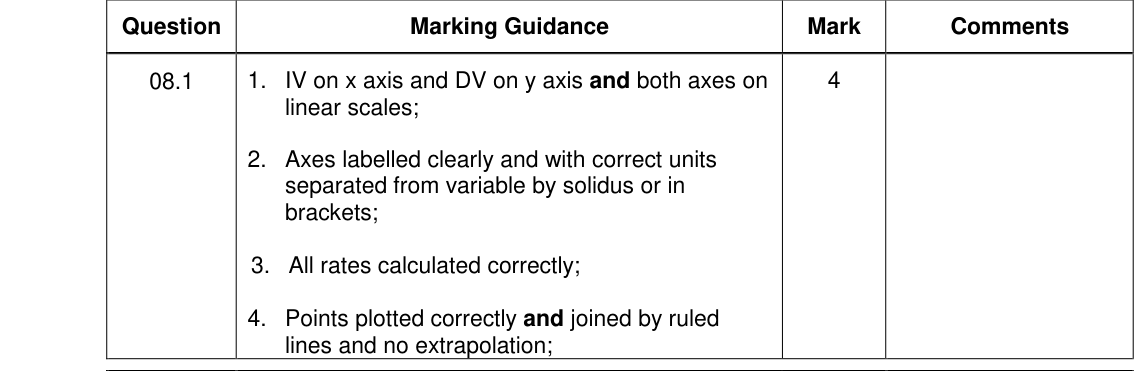 Question Marking Guidance Mark Comments
08.1 1. IV on x axis and DV on y axis and both axes on 4
linear scales;
2. Axes labelled clearly and with correct units
separated from variable by solidus or in
brackets;
3. All rates calculated correctly;
4. Points plotted correctly and joined by ruled
lines and no extrapolation;